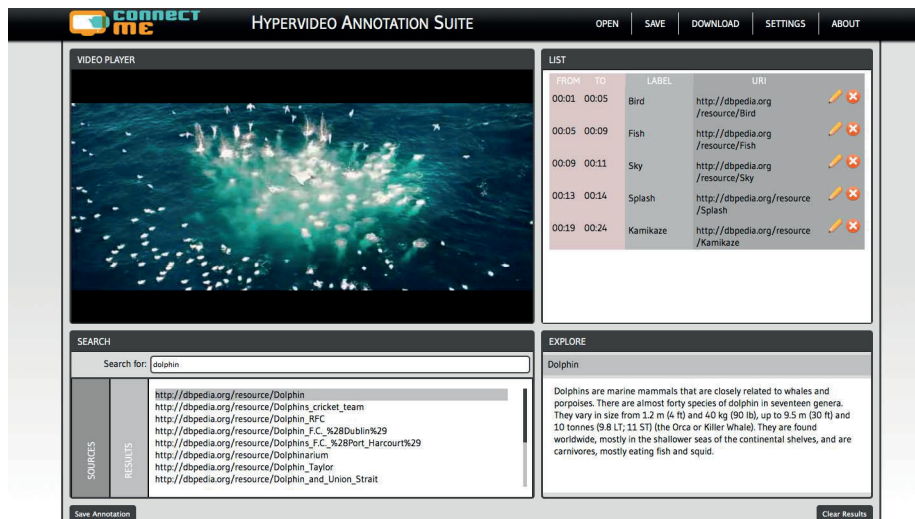 CONNECT
ME
HYPERVIDEO ANNOTATION SUITE
OPEN SAVE DOWNLOAD SETTINGS ABOUT
VIDEO PLAYER
LIST
FROM TO LABEL URI
00:01 00:05 Bird http://dbpedia.org
/resource/Bird
00:05 00:09 Fish http://dbpedia.org
/resource/Fish
00:09 00:11 Sky http://dbpedia.org
/resource/Sky
00:13 00:14 Splash http://dbpedia.org/resource
/Splash
00:19 00:24 Kamikaze http://dbpedia.org/resource
/Kamikaze
SEARCH
Search for: dolphin
SOURCES
RESULTS
http://dbpedia.org/resource/Dolphin
http://dbpedia.org/resource/Dolphins_cricket_team
http://dbpedia.org/resource/Dolphin_RFC
http://dbpedia.org/resource/Dolphin_F.C._%28Dublin%29
http://dbpedia.org/resource/Dolphins_F.C._%28Port_Harcourt%29
http://dbpedia.org/resource/Dolphinarium
http://dbpedia.org/resource/Dolphin_Taylor
http://dbpedia.org/resource/Dolphin_and_Union_Strait
EXPLORE
Dolphin
Dolphins are marine mammals that are closely related to whales and
porpoises. There are almost forty species of dolphin in seventeen genera.
They vary in size from 1.2 m (4 ft) and 40 kg (90 lb), up to 9.5 m (30 ft) and
10 tonnes (9.8 LT; 11 ST) (the Orca or Killer Whale). They are found
worldwide, mostly in the shallower seas of the continental shelves, and are
carnivores, mostly eating fish and squid.
Save Annotation
Clear Results